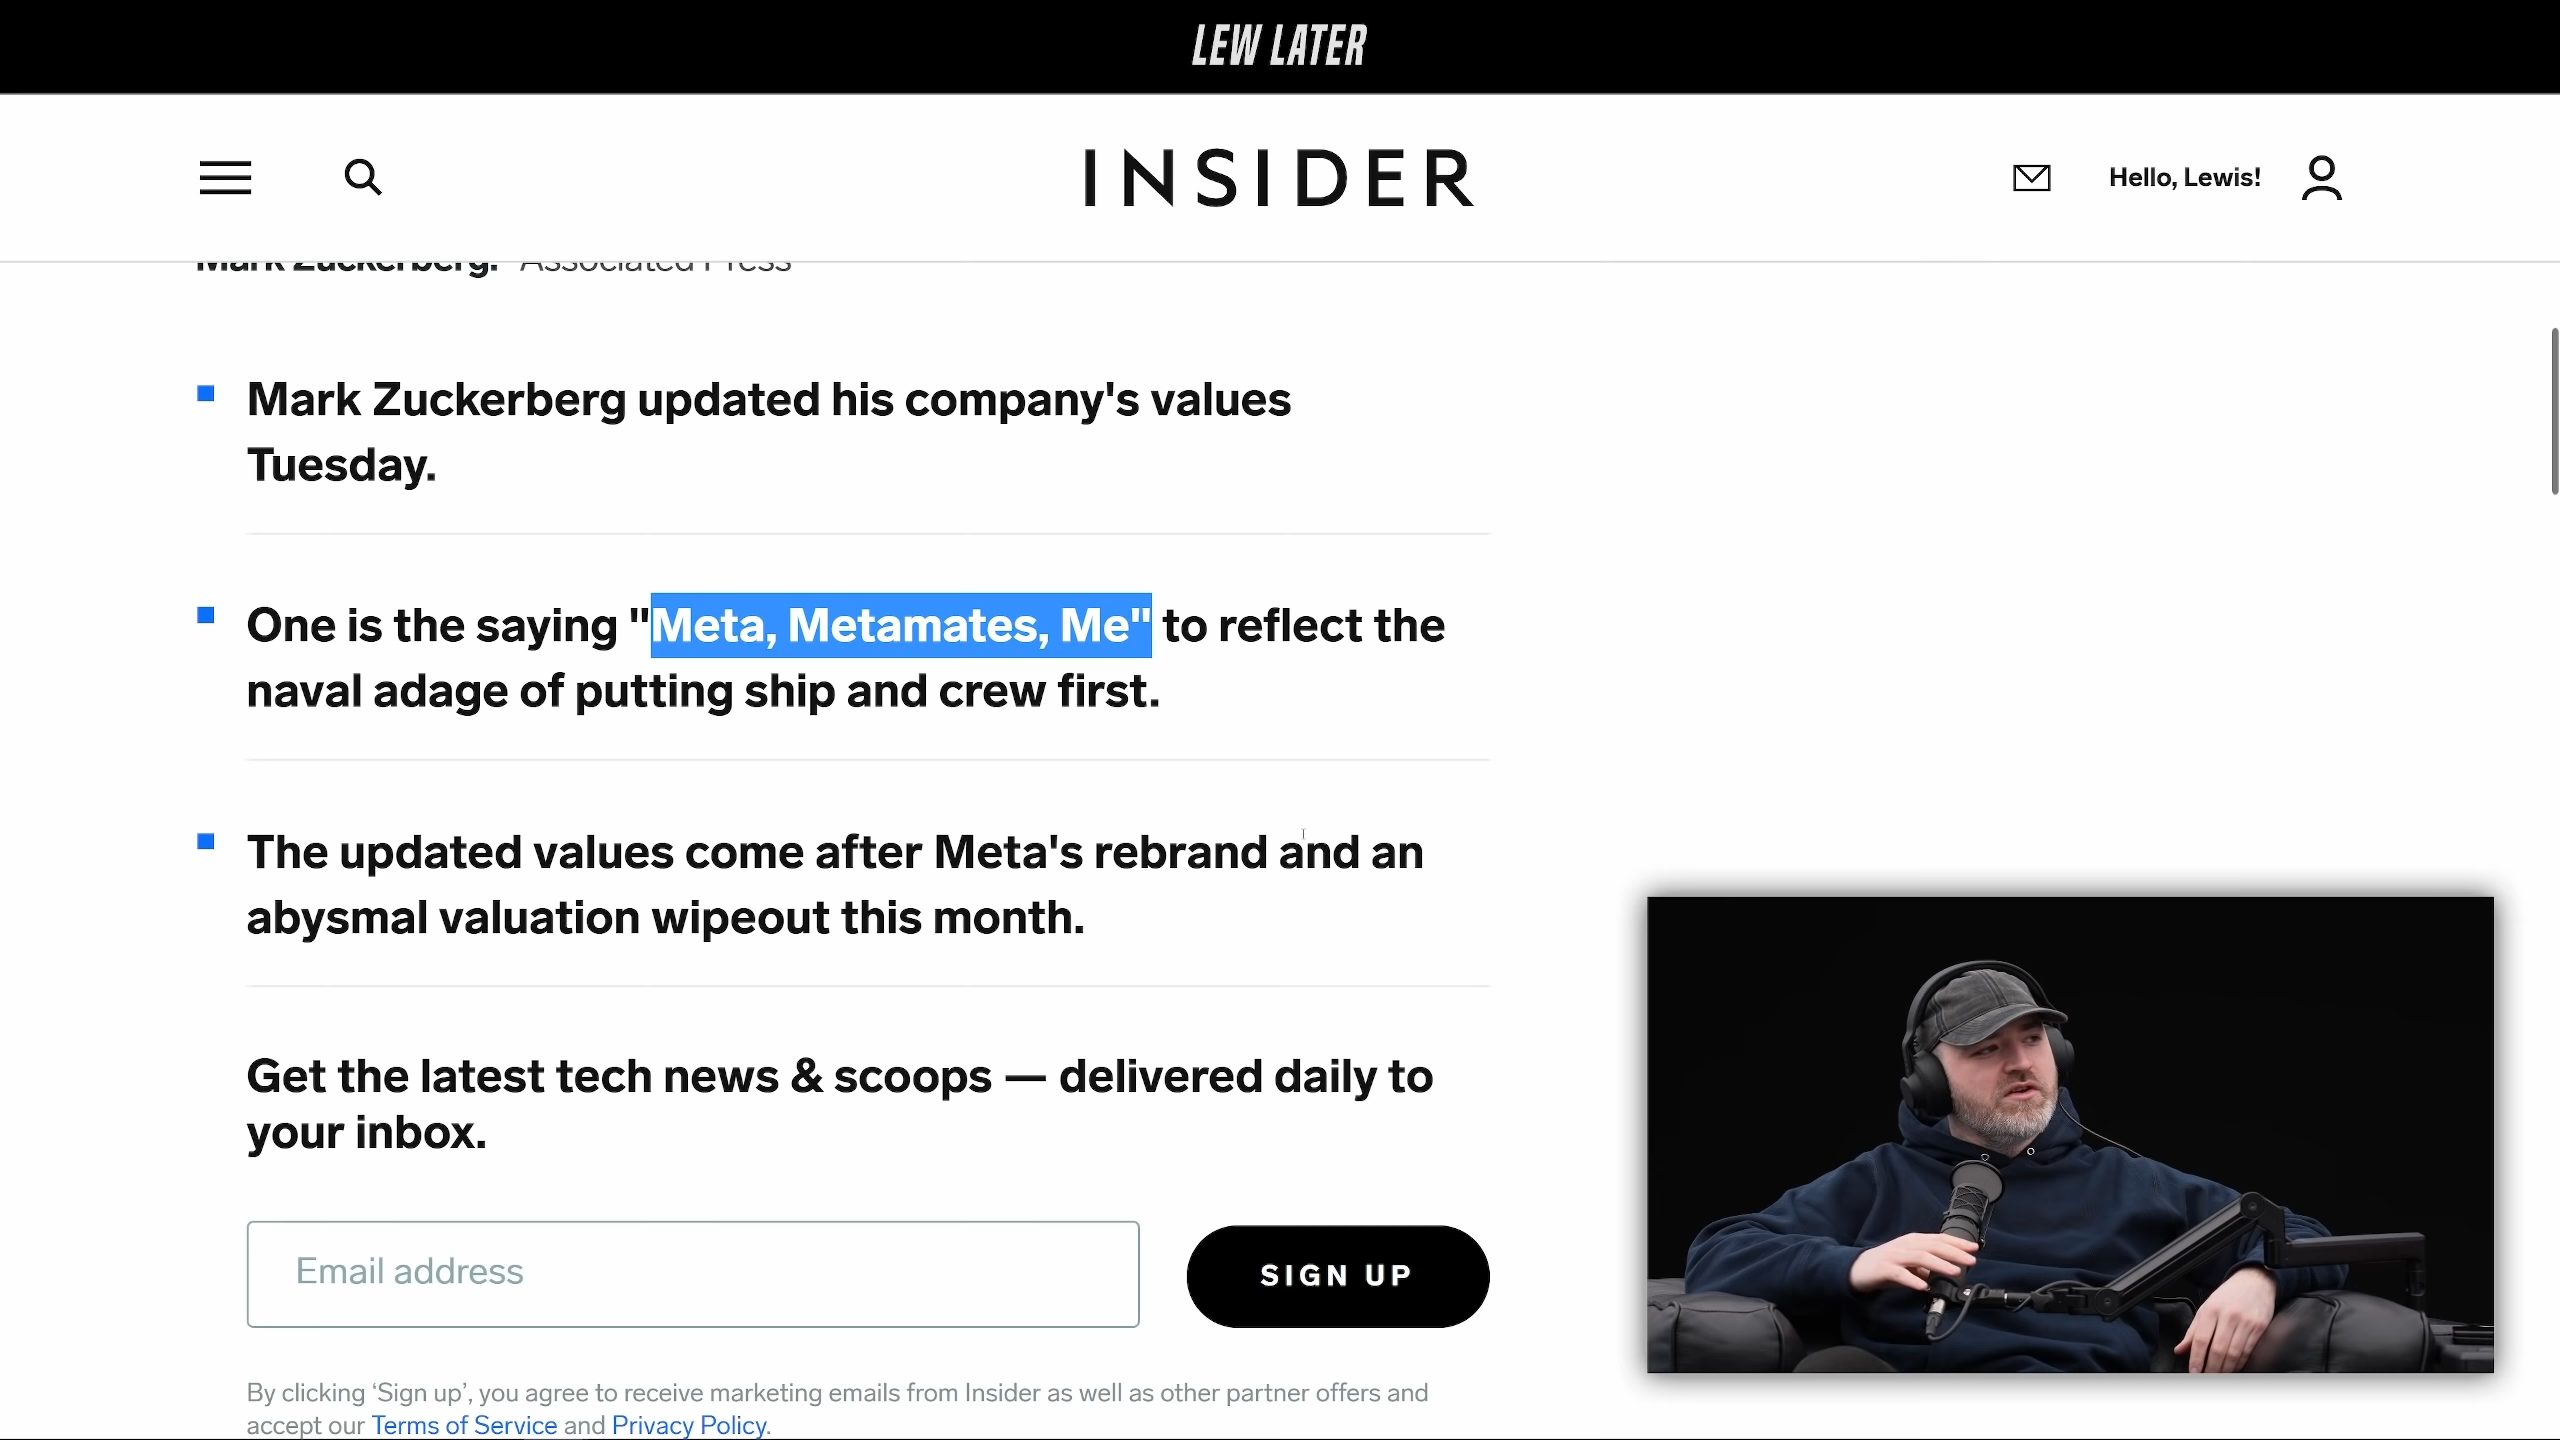 LEW LATER
INSIDER
Hello, Lewis!
Mark Zuckerberg. Associated Press
Mark Zuckerberg updated his company's values
Tuesday.
One is the saying "Meta, Metamates, Me" to reflect the
naval adage of putting ship and crew first.
The updated values come after Meta's rebrand and an
abysmal valuation wipeout this month.
Get the latest tech news & scoops — delivered daily to
your inbox.
Email address
SIGN UP
By clicking ‘Sign up’, you agree to receive marketing emails from Insider as well as other partner offers and
accept our Terms of Service and Privacy Policy.